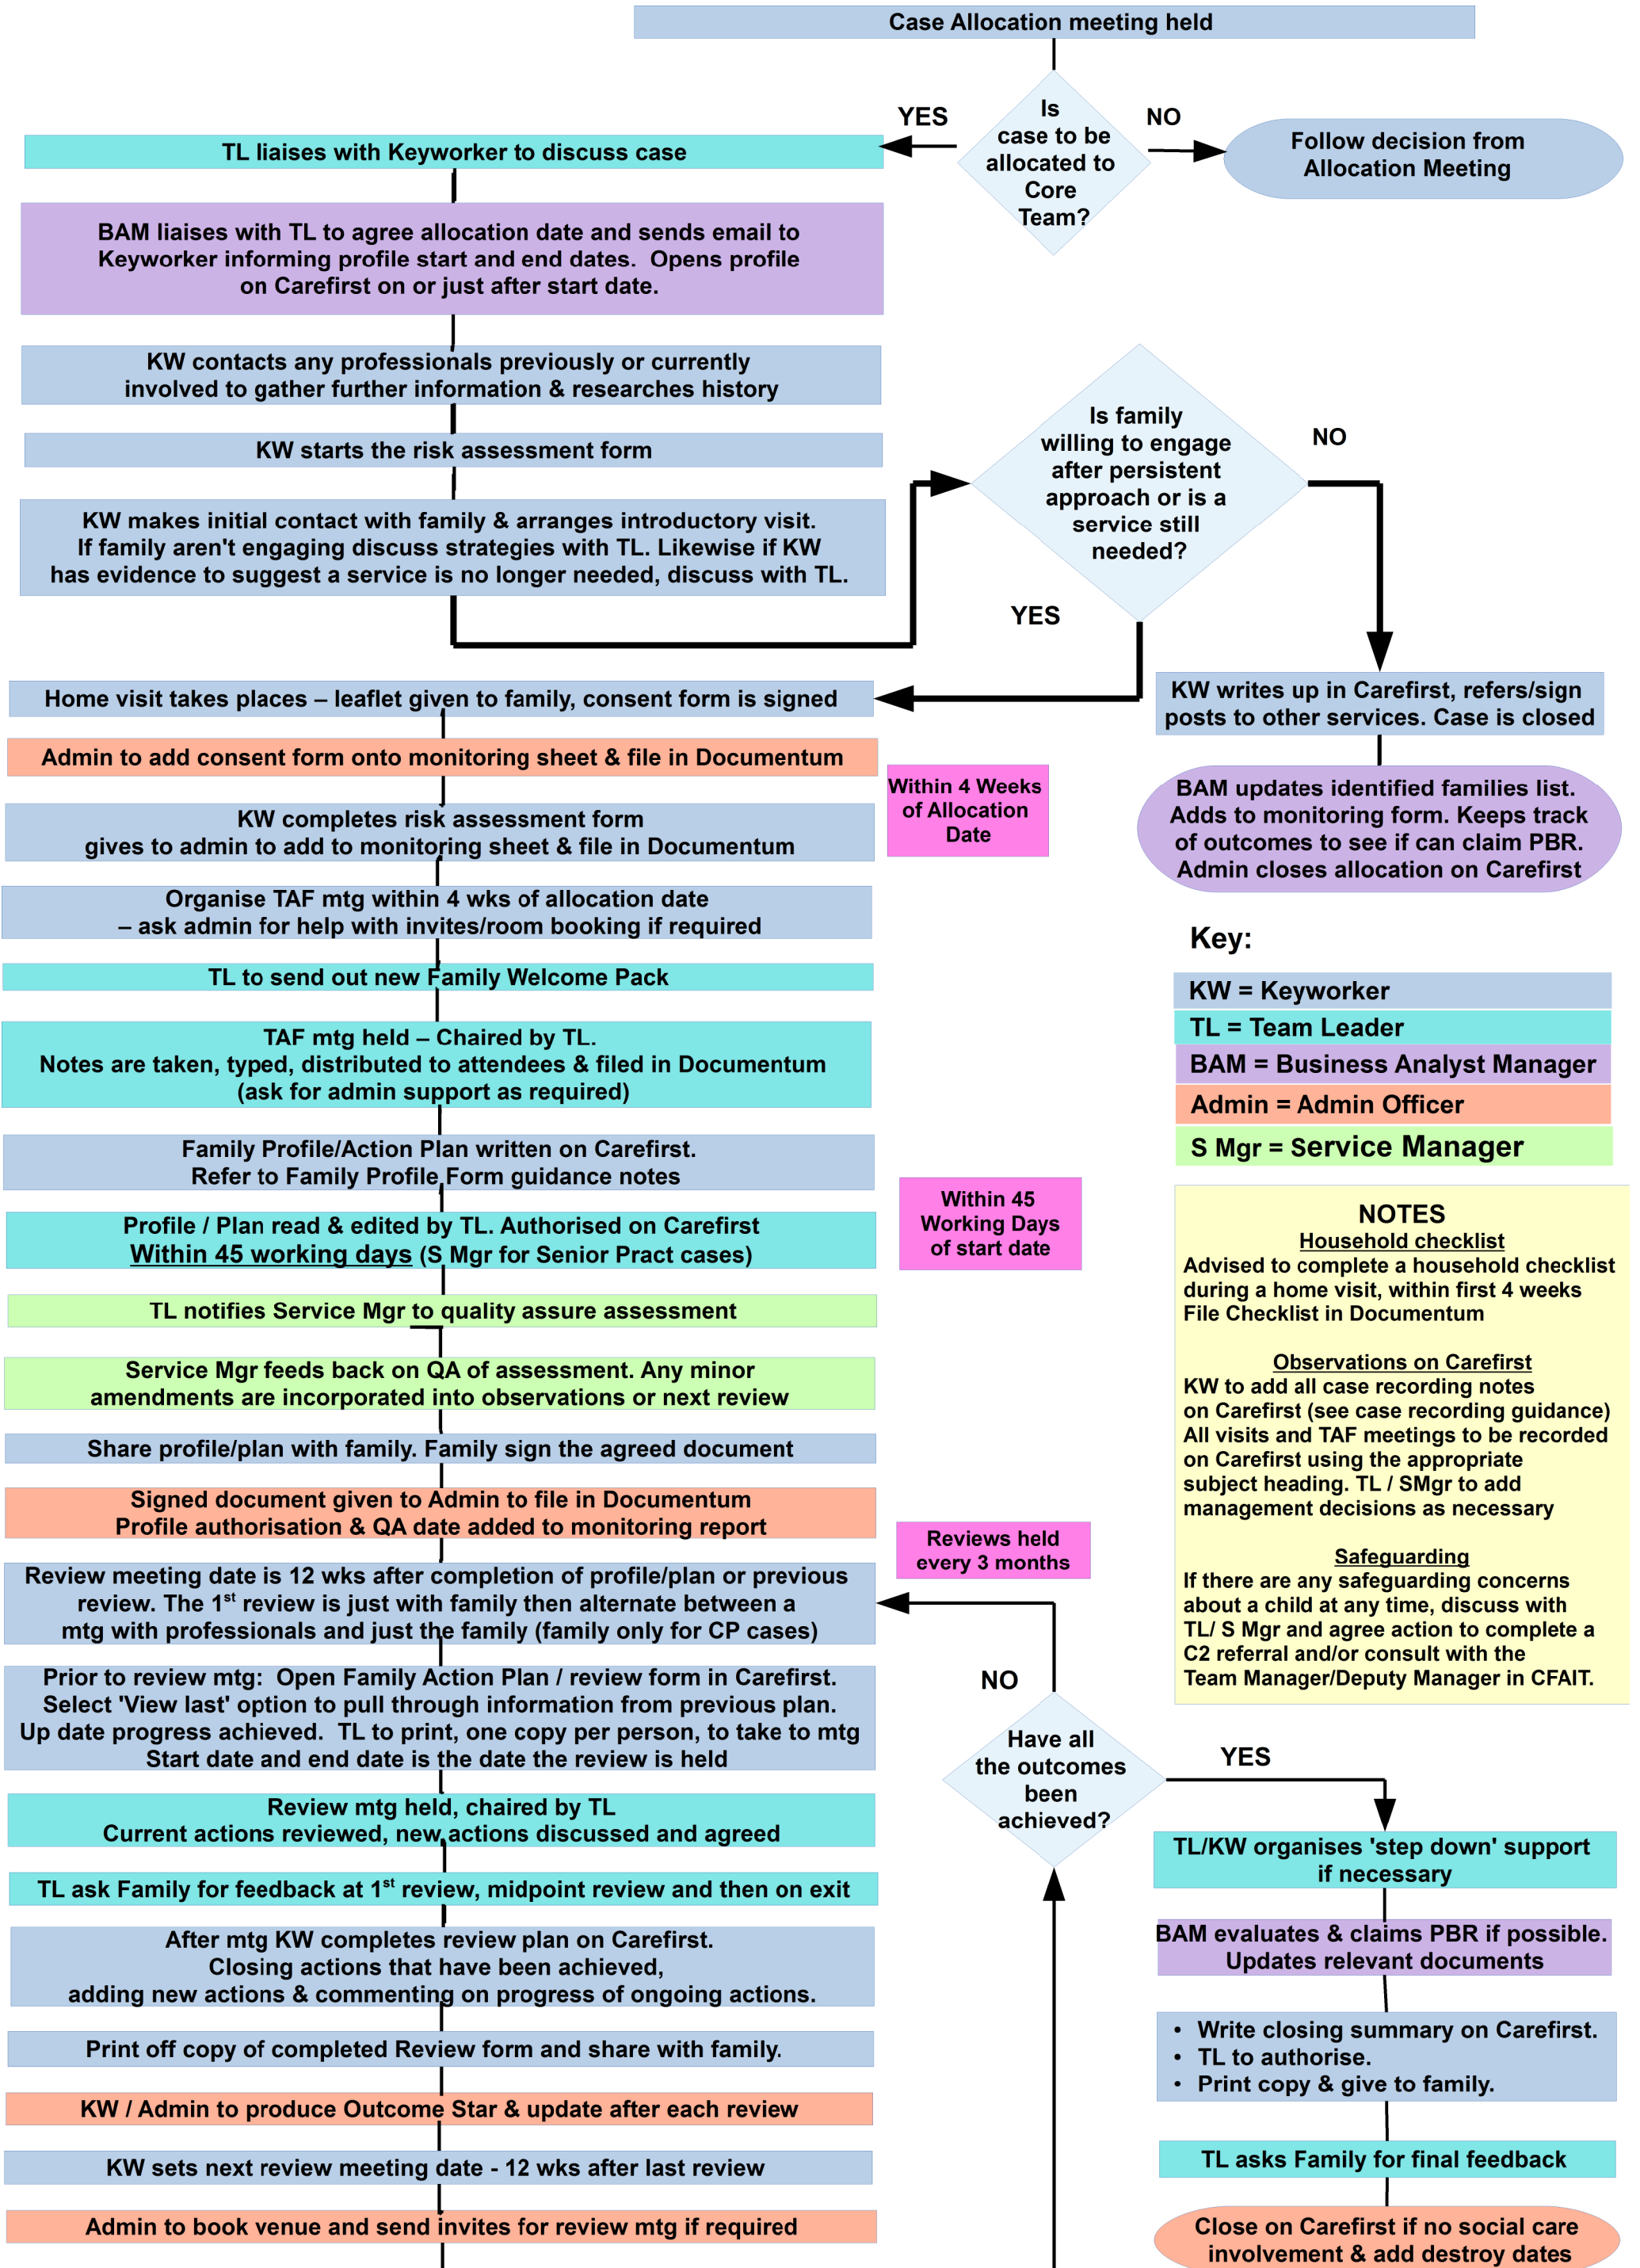 Case Allocation meeting held
Is
case to be
allocated to
Core
Team?
YES
NO
Follow decision from
Allocation Meeting
TL liaises with Keyworker to discuss case
BAM liaises with TL to agree allocation date and sends email to
Keyworker informing profile start and end dates.  Opens profile
on Carefirst on or just after start date.
KW contacts any professionals previously or currently
involved to gather further information & researches history
KW starts the risk assessment form
KW makes initial contact with family & arranges introductory visit.
If family aren't engaging discuss strategies with TL. Likewise if KW
has evidence to suggest a service is no longer needed, discuss with TL.
Is family
willing to engage
after persistent
approach or is a
service still
needed?
NO
YES
KW writes up in Carefirst, refers/sign
posts to other services. Case is closed
BAM updates identified families list.
Adds to monitoring form. Keeps track
of outcomes to see if can claim PBR.
Admin closes allocation on Carefirst
Home visit takes places – leaflet given to family, consent form is signed
Admin to add consent form onto monitoring sheet & file in Documentum
Within 4 Weeks
of Allocation
Date
KW completes risk assessment form
gives to admin to add to monitoring sheet & file in Documentum
Organise TAF mtg within 4 wks of allocation date
– ask admin for help with invites/room booking if required
TL to send out new Family Welcome Pack
TAF mtg held – Chaired by TL.
Notes are taken, typed, distributed to attendees & filed in Documentum
(ask for admin support as required)
Family Profile/Action Plan written on Carefirst.
Refer to Family Profile Form guidance notes
Profile / Plan read & edited by TL. Authorised on Carefirst
Within 45 working days (S Mgr for Senior Pract cases)
Within 45
Working Days
of start date
TL notifies Service Mgr to quality assure assessment
Service Mgr feeds back on QA of assessment. Any minor
amendments are incorporated into observations or next review
Share profile/plan with family. Family sign the agreed document
Signed document given to Admin to file in Documentum
Profile authorisation & QA date added to monitoring report
Reviews held
every 3 months
Review meeting date is 12 wks after completion of profile/plan or previous
review. The 1st review is just with family then alternate between a
mtg with professionals and just the family (family only for CP cases)
Prior to review mtg:  Open Family Action Plan / review form in Carefirst.
Select 'View last' option to pull through information from previous plan.
Up date progress achieved.  TL to print, one copy per person, to take to mtg
Start date and end date is the date the review is held
Review mtg held, chaired by TL
Current actions reviewed, new actions discussed and agreed
TL ask Family for feedback at 1st review, midpoint review and then on exit
After mtg KW completes review plan on Carefirst.
Closing actions that have been achieved,
adding new actions & commenting on progress of ongoing actions.
Print off copy of completed Review form and share with family.
KW / Admin to produce Outcome Star & update after each review
KW sets next review meeting date - 12 wks after last review
Admin to book venue and send invites for review mtg if required
Key:
KW = Keyworker
TL = Team Leader
BAM = Business Analyst Manager
Admin = Admin Officer
S Mgr = Service Manager
NOTES
Household checklist
Advised to complete a household checklist
during a home visit, within first 4 weeks
File Checklist in Documentum
Observations on Carefirst
KW to add all case recording notes
on Carefirst (see case recording guidance)
All visits and TAF meetings to be recorded
on Carefirst using the appropriate
subject heading. TL / SMgr to add
management decisions as necessary
Safeguarding
If there are any safeguarding concerns
about a child at any time, discuss with
TL/ S Mgr and agree action to complete a
C2 referral and/or consult with the
Team Manager/Deputy Manager in CFAIT.
NO
Have all
the outcomes
been
achieved?
YES
TL/KW organises 'step down' support
if necessary
BAM evaluates & claims PBR if possible.
Updates relevant documents
• Write closing summary on Carefirst.
• TL to authorise.
• Print copy & give to family.
TL asks Family for final feedback
Close on Carefirst if no social care
involvement & add destroy dates